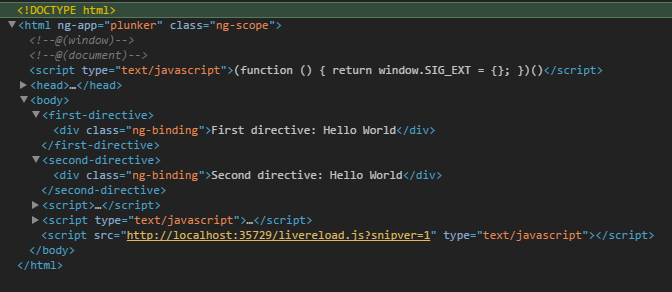 <!DOCTYPE html>
▼<html ng-app="plunker" class="ng-scope">
<!--@(window)-->
<!--@(document)-->
<script type="text/javascript">(function () { return window.SIG_EXT = {}; })()</script>
▶<head>…</head>
▼<body>
▼<first-directive>
<div class="ng-binding">First directive: Hello World</div>
</first-directive>
▼<second-directive>
<div class="ng-binding">Second directive: Hello World</div>
</second-directive>
▶<script>…</script>
▶<script type="text/javascript">…</script>
<script src="http://localhost:35729/livereload.js?snipver=1" type="text/javascript"></script>
</body>
</html>